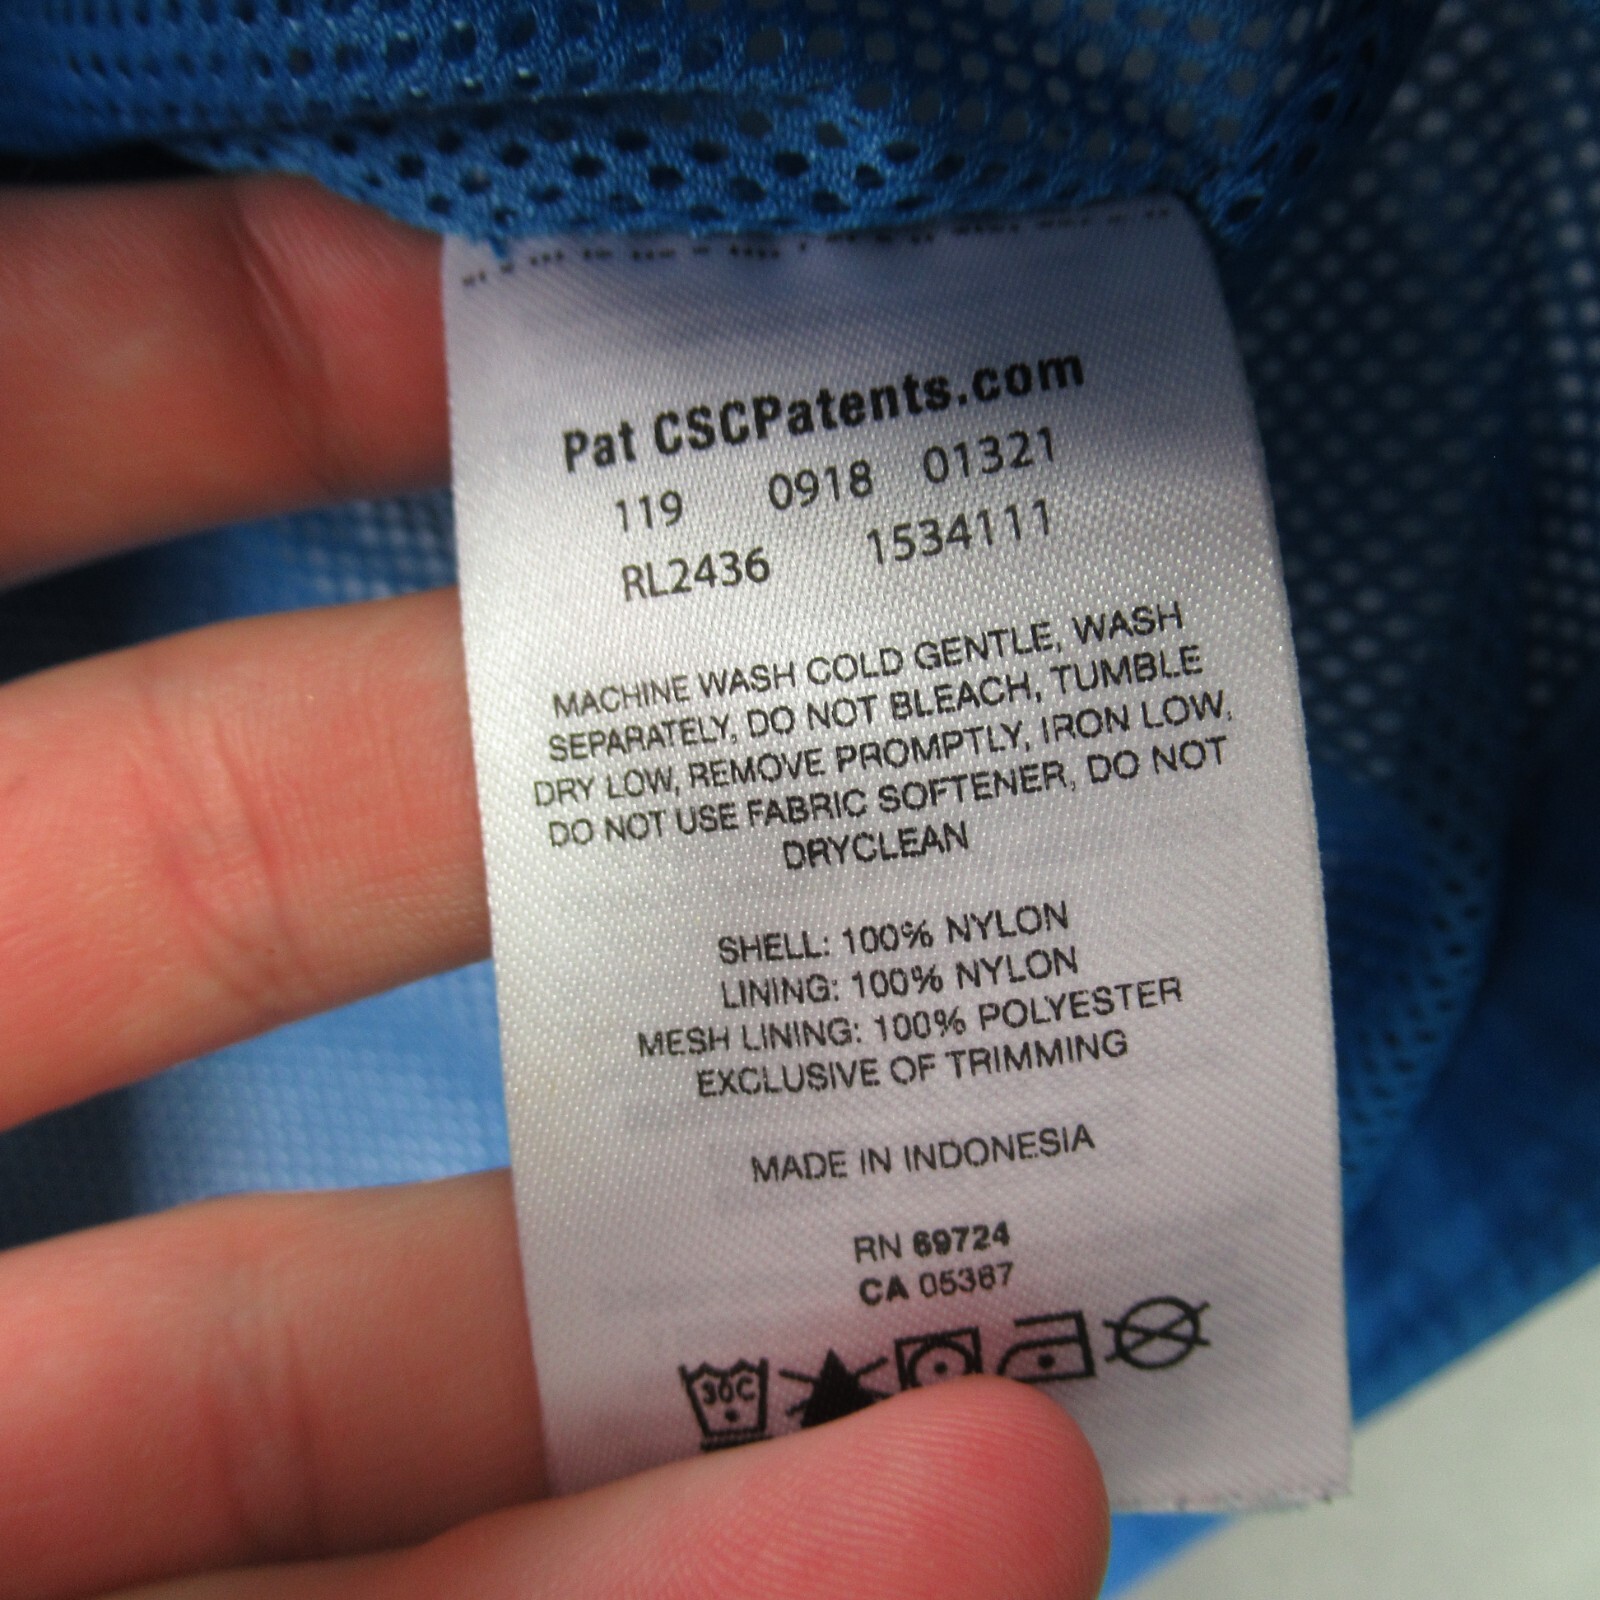 Pat CSCPatents.com
119 0918 01321
RL2436 1534111
MACHINE WASH COLD GENTLE, WASH
SEPARATELY, DO NOT BLEACH, TUMBLE
DRY LOW, REMOVE PROMPTLY, IRON LOW,
DO NOT USE FABRIC SOFTENER, DO NOT
DRYCLEAN
SHELL: 100% NYLON
LINING: 100% NYLON
MESH LINING: 100% POLYESTER
EXCLUSIVE OF TRIMMING
MADE IN INDONESIA
RN 69724
CA 05367
30C